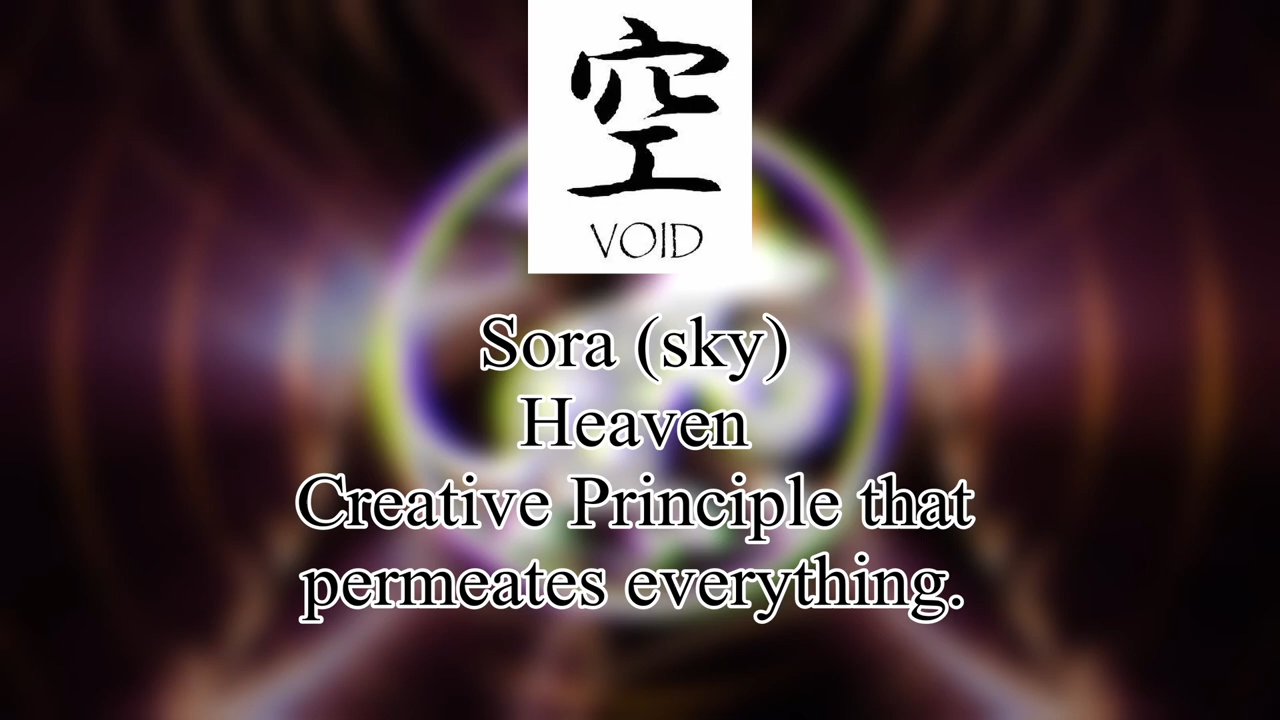 空
VOID
Sora (sky)
Heaven
Creative Principle that
permeates everything.